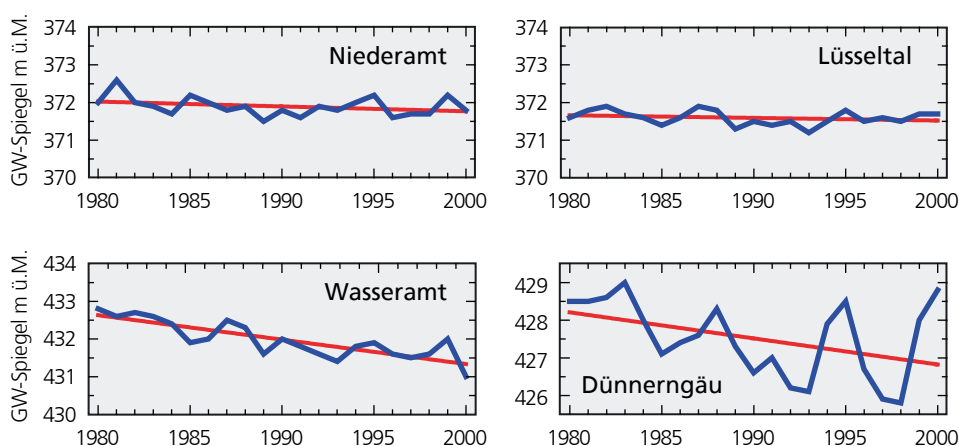 GW-Spiegel m ü.M.
374
373
372
371
370
Niederamt
1980 1985 1990 1995 2000
374
373
372
371
370
Lüsseltal
1980 1985 1990 1995 2000
GW-Spiegel m ü.M.
434
433
432
431
430
Wasseramt
1980 1985 1990 1995 2000
429
428
427
426
Dünnerngäu
1980 1985 1990 1995 2000